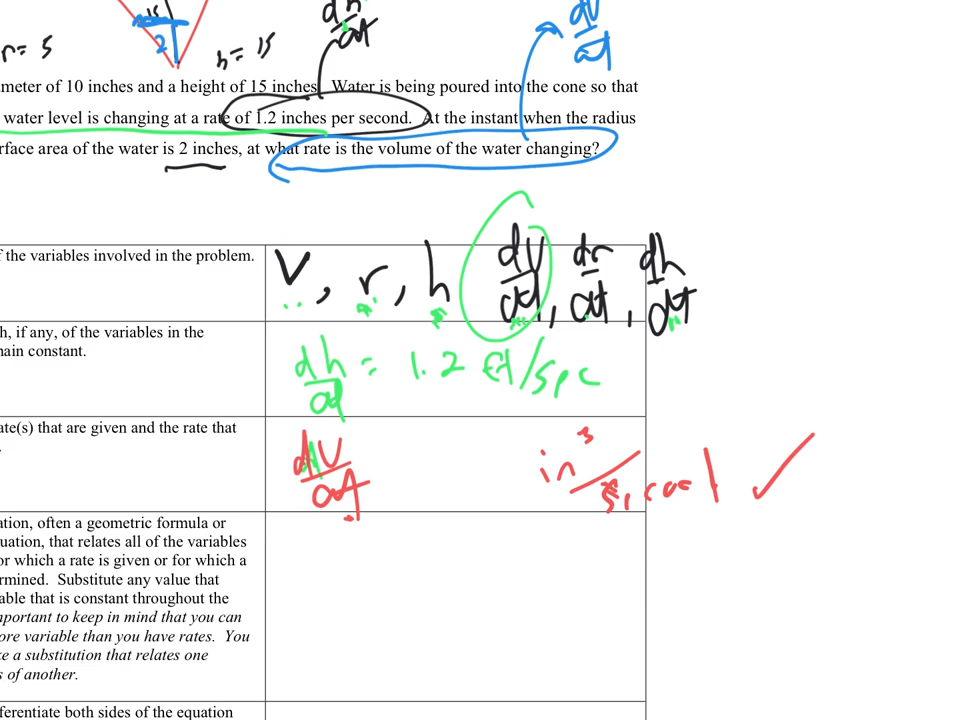 dh
dt
dV
dt
15
2
r= 5
h= 15
meter of 10 inches and a height of 15 inches. Water is being poured into the cone so that
water level is changing at a rate of 1.2 inches per second. At the instant when the radius
rface area of the water is 2 inches, at what rate is the volume of the water changing?
f the variables involved in the problem.
V, r, h dV/dt, dr/dt, dh/dt
h, if any, of the variables in the
nain constant.
dh/dt = 1.2
ate(s) that are given and the rate that
.
dV/dt in³/second
ation, often a geometric formula or
quation, that relates all of the variables
or which a rate is given or for which a
rmined. Substitute any value that
able that is constant throughout the
nportant to keep in mind that you can
ore variable than you have rates. You
ke a substitution that relates one
s of another.
fferentiate both sides of the equation